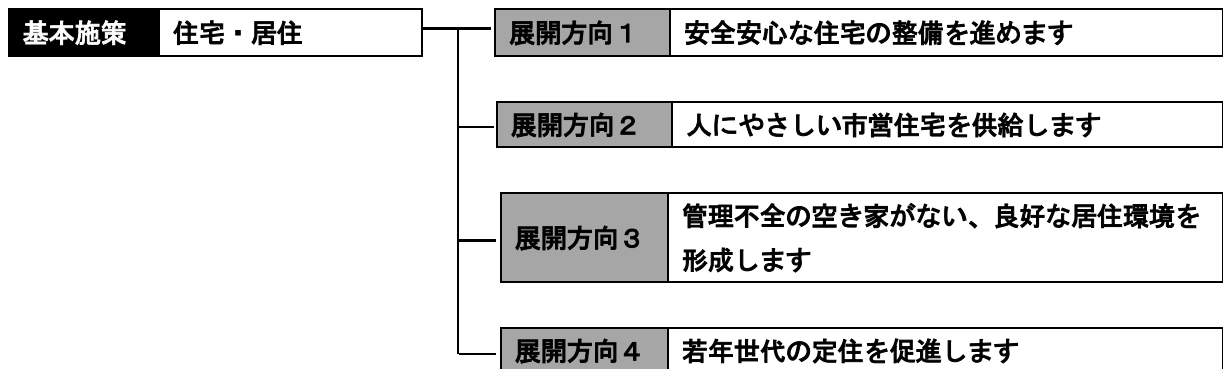 基本施策 住宅・居住
展開方向１ 安全安心な住宅の整備を進めます
展開方向２ 人にやさしい市営住宅を供給します
展開方向３ 管理不全の空き家がない、良好な居住環境を
形成します
展開方向４ 若年世代の定住を促進します